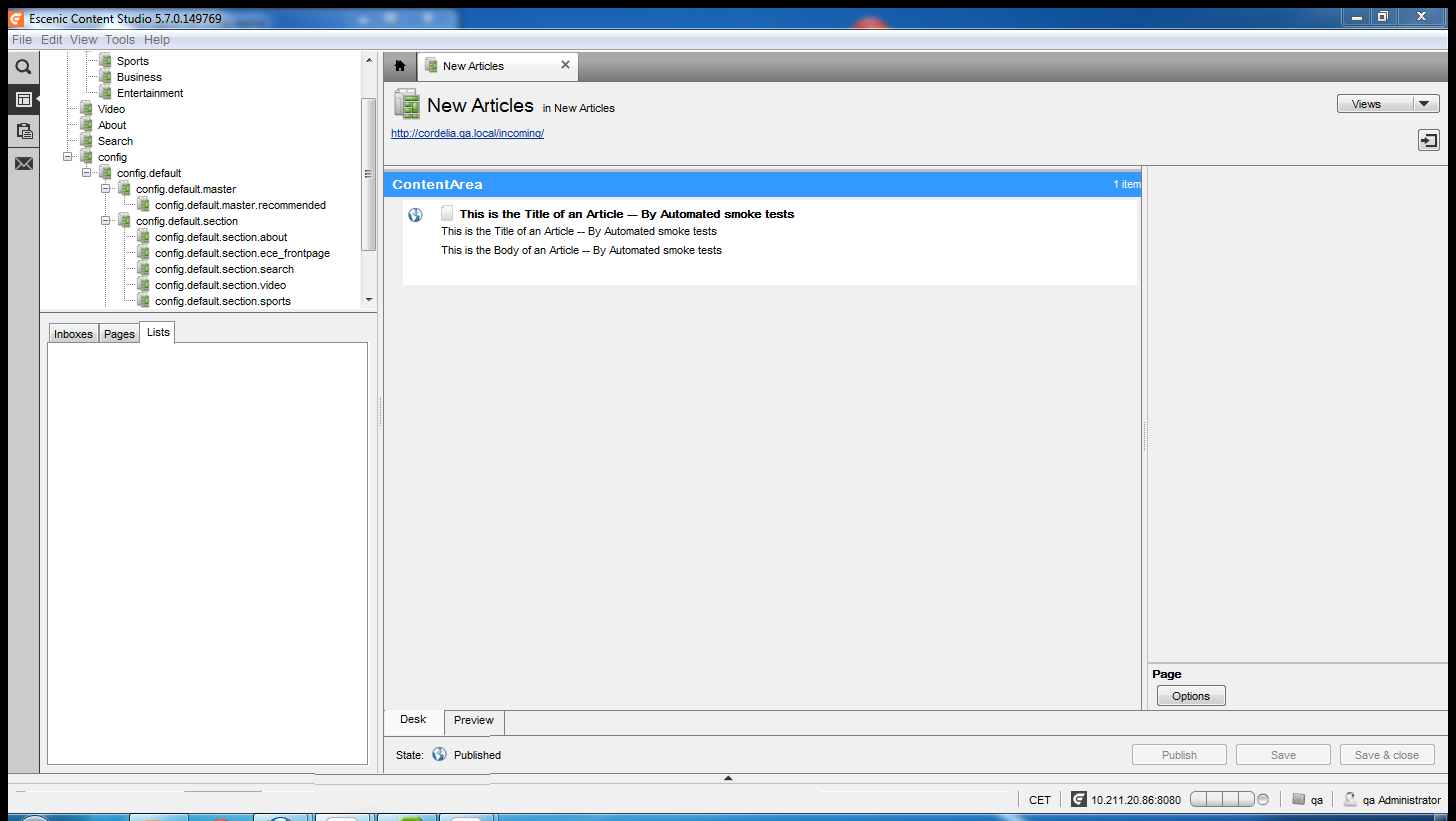 Escenic Content Studio 5.7.0.149769
File Edit View Tools Help
Sports
Business
Entertainment
Video
About
Search
config
config.default
config.default.master
config.default.master.recommended
config.default.section
config.default.section.about
config.default.section.ece_frontpage
config.default.section.search
config.default.section.video
config.default.section.sports
Inboxes Pages Lists
New Articles
New Articles in New Articles
Views
http://cordelia.qa.local/incoming/
ContentArea 1 item
This is the Title of an Article -- By Automated smoke tests
This is the Title of an Article -- By Automated smoke tests
This is the Body of an Article -- By Automated smoke tests
Page
Options
Desk Preview
State: Published
Publish Save Save & close
CET 10.211.20.86:8080 qa qa Administrator